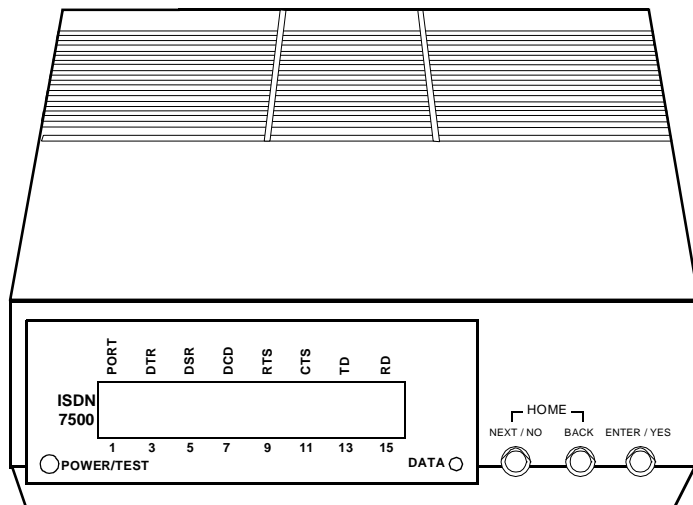 PORT DTR DSR DCD RTS CTS TD RD
ISDN
7500
1 3 5 7 9 11 13 15
POWER/TEST
DATA
HOME
NEXT / NO BACK ENTER / YES